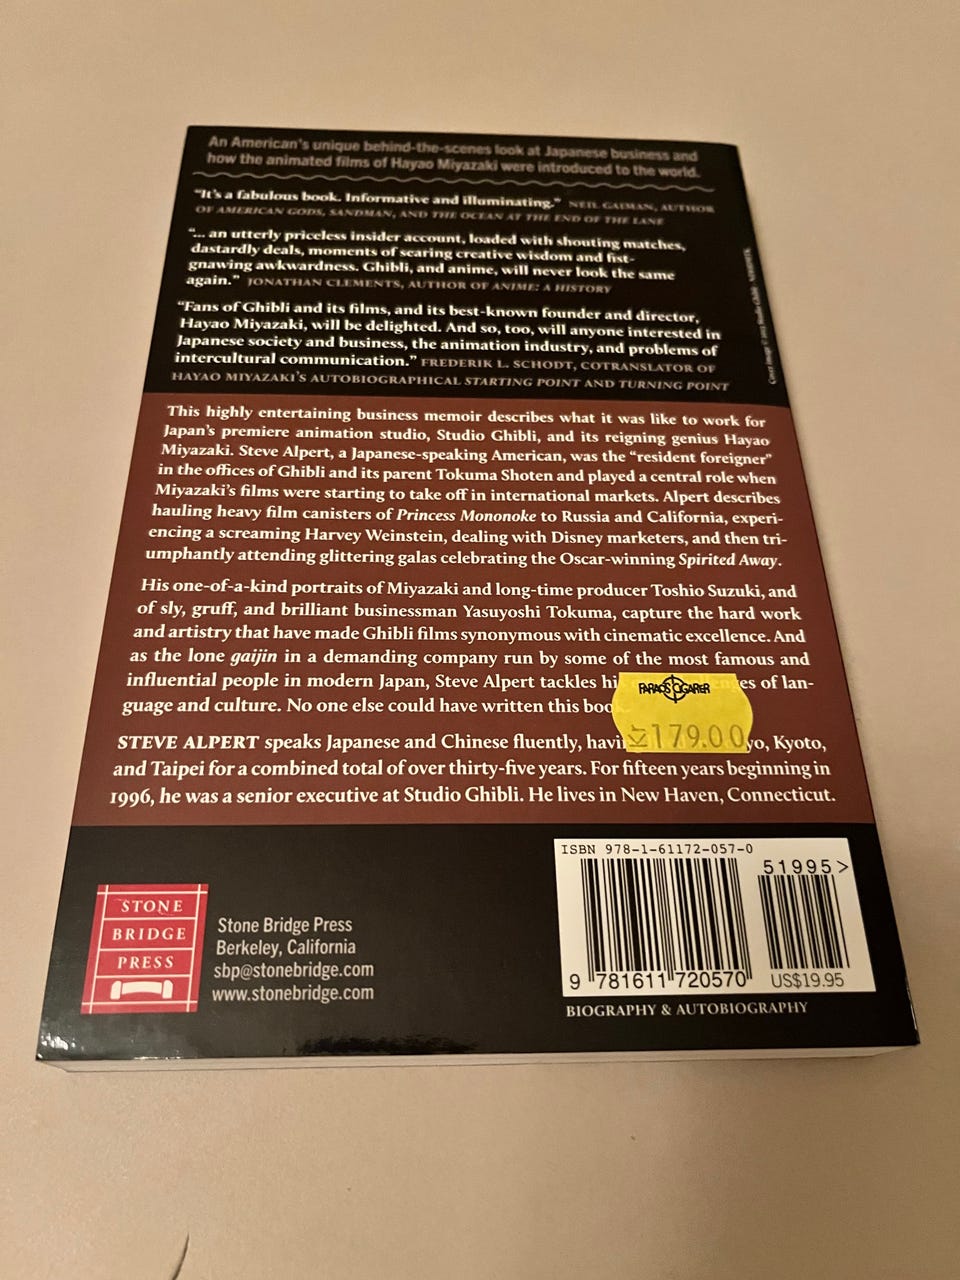 An American's unique behind-the-scenes look at Japanese business and
how the animated films of Hayao Miyazaki were introduced to the world.
"It's a fabulous book. Informative and illuminating." NEIL GAIMAN, AUTHOR
OF AMERICAN GODS, SANDMAN, AND THE OCEAN AT THE END OF THE LANE
"... an utterly priceless insider account, loaded with shouting matches,
dastardly deals, moments of searing creative wisdom and fist-
gnawing awkwardness. Ghibli, and anime, will never look the same
again." JONATHAN CLEMENTS, AUTHOR OF ANIME: A HISTORY
"Fans of Ghibli and its films, and its best-known founder and director,
Hayao Miyazaki, will be delighted. And so, too, will anyone interested in
Japanese society and business, the animation industry, and problems of
intercultural communication." FREDERIK L. SCHODT, COTRANSLATOR OF
HAYAO MIYAZAKI'S AUTOBIOGRAPHICAL STARTING POINT AND TURNING POINT
Cover Image © Studio Ghibli
This highly entertaining business memoir describes what it was like to work for
Japan's premiere animation studio, Studio Ghibli, and its reigning genius Hayao
Miyazaki. Steve Alpert, a Japanese-speaking American, was the "resident foreigner"
in the offices of Ghibli and its parent Tokuma Shoten and played a central role when
Miyazaki's films were starting to take off in international markets. Alpert describes
hauling heavy film canisters of Princess Mononoke to Russia and California, experi-
encing a screaming Harvey Weinstein, dealing with Disney marketers, and then tri-
umphantly attending glittering galas celebrating the Oscar-winning Spirited Away.
His one-of-a-kind portraits of Miyazaki and long-time producer Toshio Suzuki, and
of sly, gruff, and brilliant businessman Yasuyoshi Tokuma, capture the hard work
and artistry that have made Ghibli films synonymous with cinematic excellence. And
as the lone gaijin in a demanding company run by some of the most famous and
influential people in modern Japan, Steve Alpert tackles es of lan-
guage and culture. No one else could have written this
FARAOS CIGARER
179.00
STEVE ALPERT speaks Japanese and Chinese fluently, yo, Kyoto,
and Taipei for a combined total of over thirty-five years. For fifteen years beginning in
1996, he was a senior executive at Studio Ghibli. He lives in New Haven, Connecticut.
STONE
BRIDGE
PRESS
Stone Bridge Press
Berkeley, California
sbp@stonebridge.com
www.stonebridge.com
ISBN 978-1-61172-057-0
51995>
9 781611 720570
US$19.95
BIOGRAPHY & AUTOBIOGRAPHY